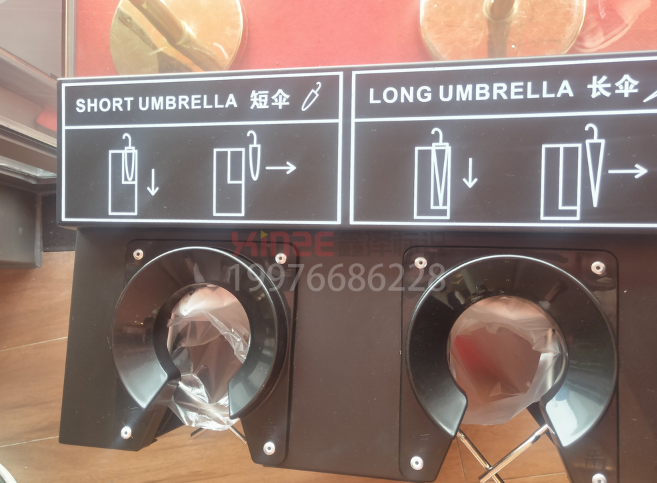 SHORT UMBRELLA 短伞
LONG UMBRELLA 长伞
19976686228